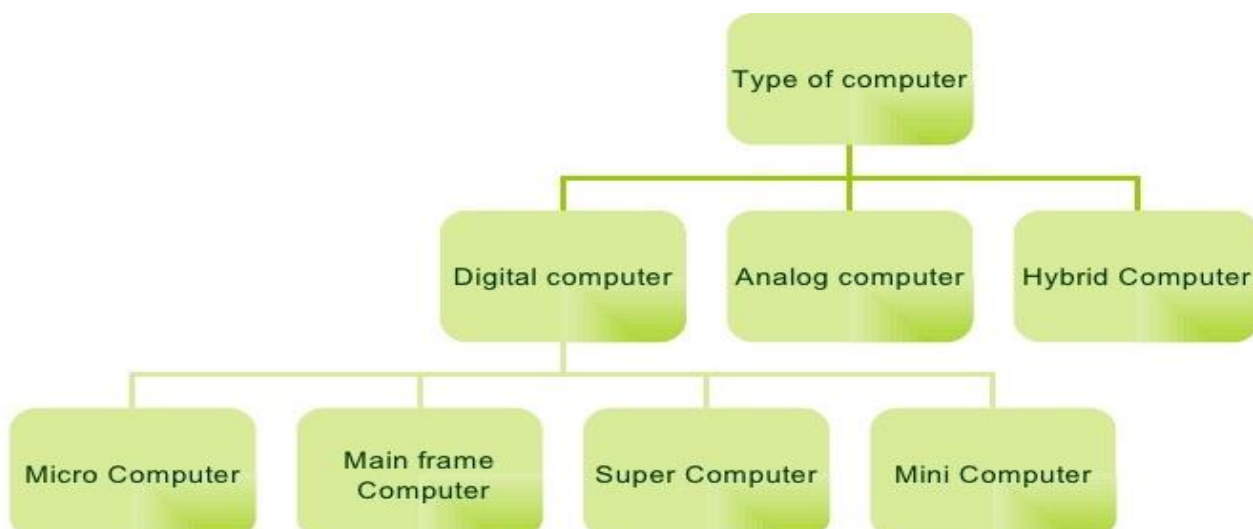 Type of computer
Digital computer
Analog computer
Hybrid Computer
Micro Computer
Main frame
Computer
Super Computer
Mini Computer